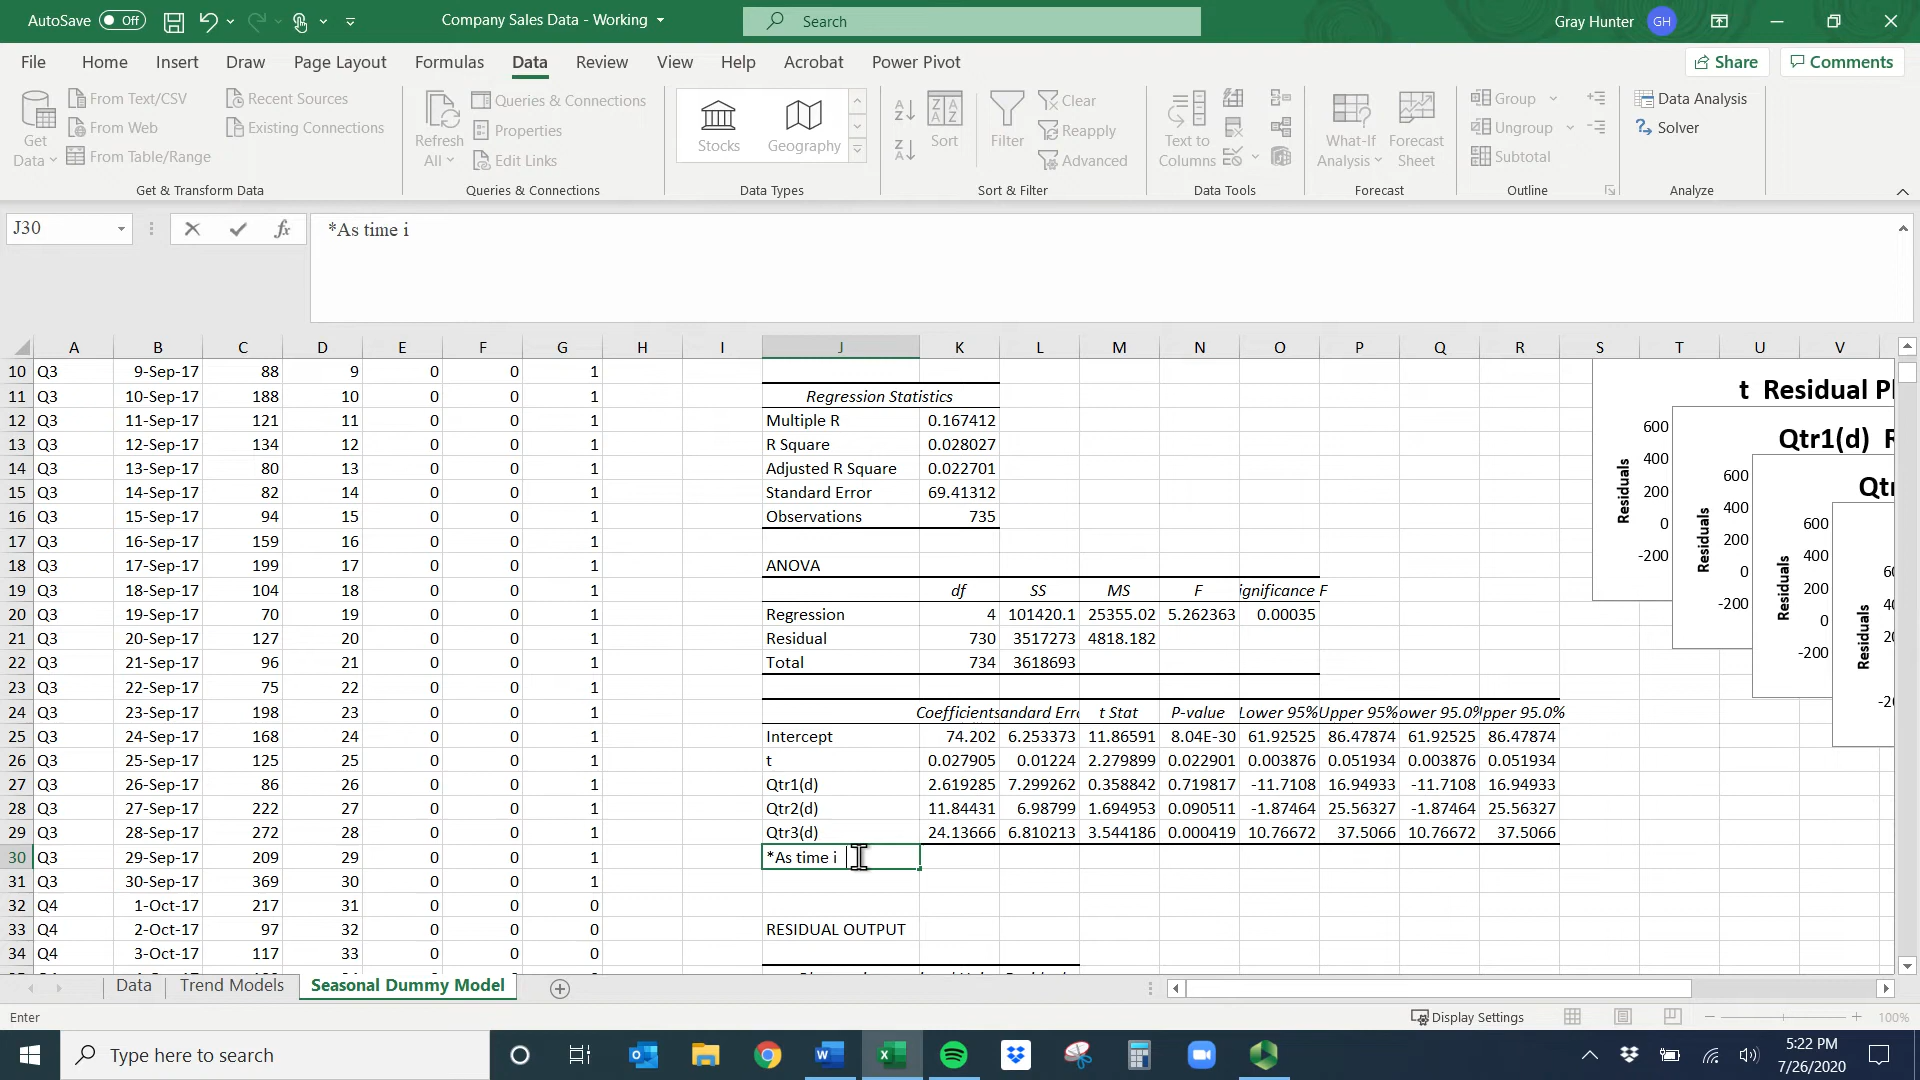 AutoSave Off
Company Sales Data - Working
Search
Gray Hunter GH
File Home Insert Draw Page Layout Formulas Data Review View Help Acrobat Power Pivot Share Comments
Get Data
From Text/CSV
From Web
From Table/Range
Recent Sources
Existing Connections
Get & Transform Data
Refresh All
Queries & Connections
Properties
Edit Links
Queries & Connections
Stocks Geography
Data Types
Sort
Filter
Clear
Reapply
Advanced
Sort & Filter
Text to Columns
Data Tools
What-If Analysis
Forecast Sheet
Forecast
Group
Ungroup
Subtotal
Outline
Data Analysis
Solver
Analyze
J30 fx *As time i
A B C D E F G H I J K L M N O P Q R S T U V
10 Q3 9-Sep-17 88 9 0 0 1
11 Q3 10-Sep-17 188 10 0 0 1 Regression Statistics
12 Q3 11-Sep-17 121 11 0 0 1 Multiple R 0.167412
13 Q3 12-Sep-17 134 12 0 0 1 R Square 0.028027
14 Q3 13-Sep-17 80 13 0 0 1 Adjusted R Square 0.022701
15 Q3 14-Sep-17 82 14 0 0 1 Standard Error 69.41312
16 Q3 15-Sep-17 94 15 0 0 1 Observations 735
17 Q3 16-Sep-17 159 16 0 0 1
18 Q3 17-Sep-17 199 17 0 0 1 ANOVA
19 Q3 18-Sep-17 104 18 0 0 1 df SS MS F ignificance F
20 Q3 19-Sep-17 70 19 0 0 1 Regression 4 101420.1 25355.02 5.262363 0.00035
21 Q3 20-Sep-17 127 20 0 0 1 Residual 730 3517273 4818.182
22 Q3 21-Sep-17 96 21 0 0 1 Total 734 3618693
23 Q3 22-Sep-17 75 22 0 0 1
24 Q3 23-Sep-17 198 23 0 0 1 Coefficients andard Erro t Stat P-value Lower 95% Upper 95% ower 95.0% pper 95.0%
25 Q3 24-Sep-17 168 24 0 0 1 Intercept 74.202 6.253373 11.86591 8.04E-30 61.92525 86.47874 61.92525 86.47874
26 Q3 25-Sep-17 125 25 0 0 1 t 0.027905 0.01224 2.279899 0.022901 0.003876 0.051934 0.003876 0.051934
27 Q3 26-Sep-17 86 26 0 0 1 Qtr1(d) 2.619285 7.299262 0.358842 0.719817 -11.7108 16.94933 -11.7108 16.94933
28 Q3 27-Sep-17 222 27 0 0 1 Qtr2(d) 11.84431 6.98799 1.694953 0.090511 -1.87464 25.56327 -1.87464 25.56327
29 Q3 28-Sep-17 272 28 0 0 1 Qtr3(d) 24.13666 6.810213 3.544186 0.000419 10.76672 37.5066 10.76672 37.5066
30 Q3 29-Sep-17 209 29 0 0 1 *As time i
31 Q3 30-Sep-17 369 30 0 0 1
32 Q4 1-Oct-17 217 31 0 0 0
33 Q4 2-Oct-17 97 32 0 0 0 RESIDUAL OUTPUT
34 Q4 3-Oct-17 117 33 0 0 0
t Residual Pl
600
400
200
0
-200
Residuals
Qtr1(d) R
600
400
200
0
-200
Residuals
Qtr
600
400
200
0
-200
Residuals
Residuals
Data Trend Models Seasonal Dummy Model
Enter Display Settings 100%
Type here to search
5:22 PM
7/26/2020